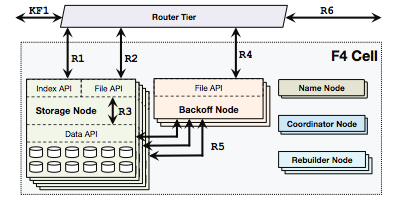 KF1
Router Tier
R6
R1
R2
R4
F4 Cell
Index API
File API
File API
Name Node
Storage Node
R3
Backoff Node
Coordinator Node
Data API
R5
Rebuilder Node